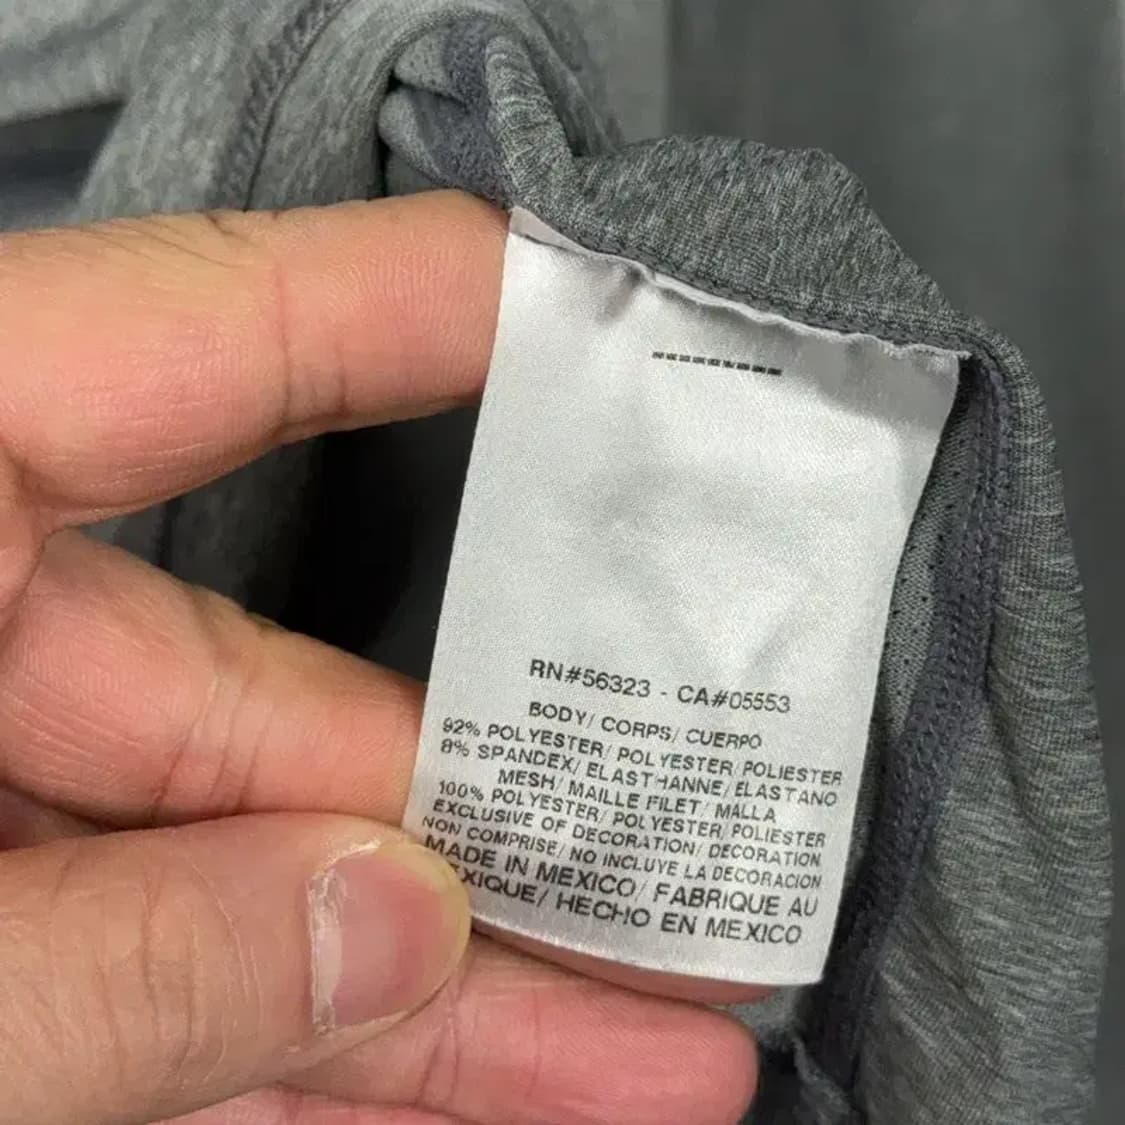 RN#56323 - CA#05553
BODY/ CORPS/ CUERPO
92% POLYESTER/ POLYESTER/ POLIESTER
8% SPANDEX/ ELASTHANNE/ ELASTANO
MESH/ MAILLE FILET/ MALLA
100% POLYESTER/ POLYESTER/ POLIESTER
EXCLUSIVE OF DECORATION/ DECORATION
NON COMPRISE/ NO INCLUYE LA DECORACION
MADE IN MEXICO/ FABRIQUE AU
EXIQUE/ HECHO EN MEXICO